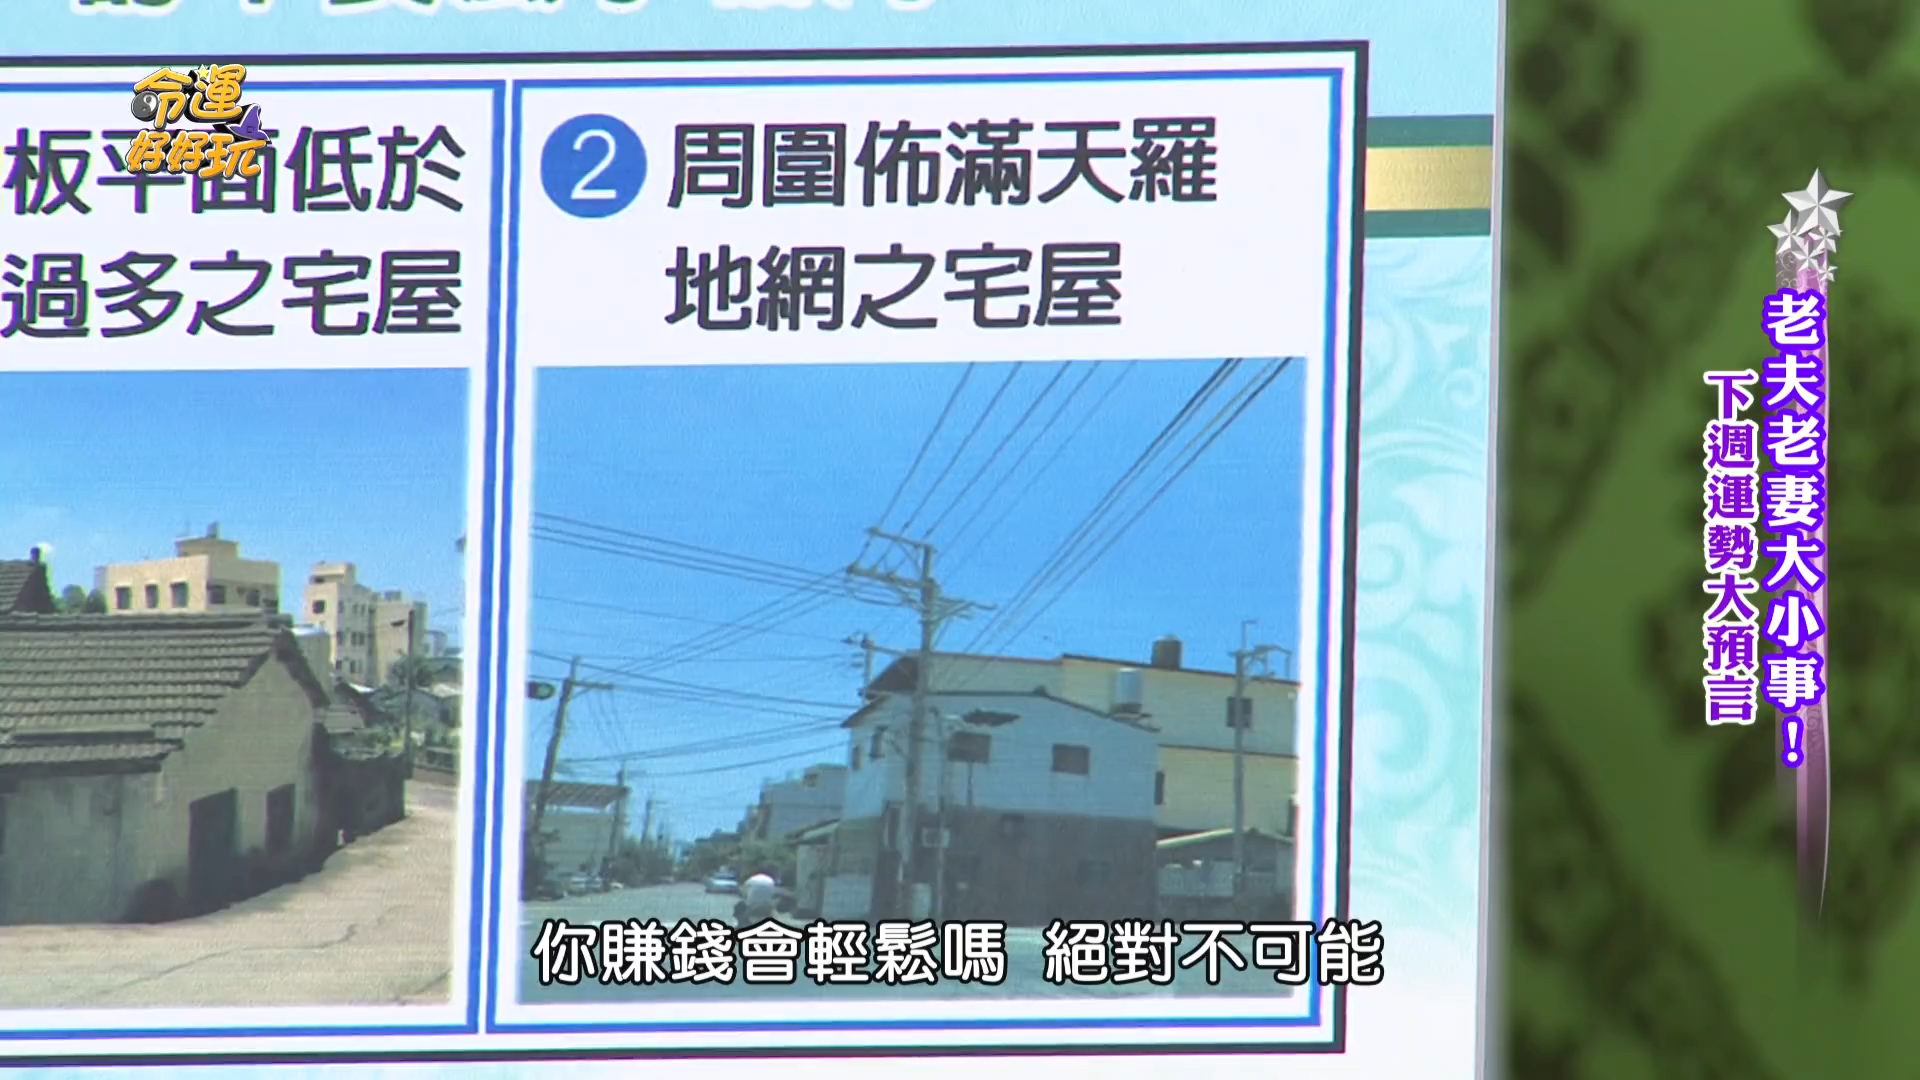 命運
好好玩
板平面低於
過多之宅屋
2 周圍佈滿天羅
地網之宅屋
老夫老妻大小事!
下週運勢大預言
你賺錢會輕鬆嗎 絕對不可能